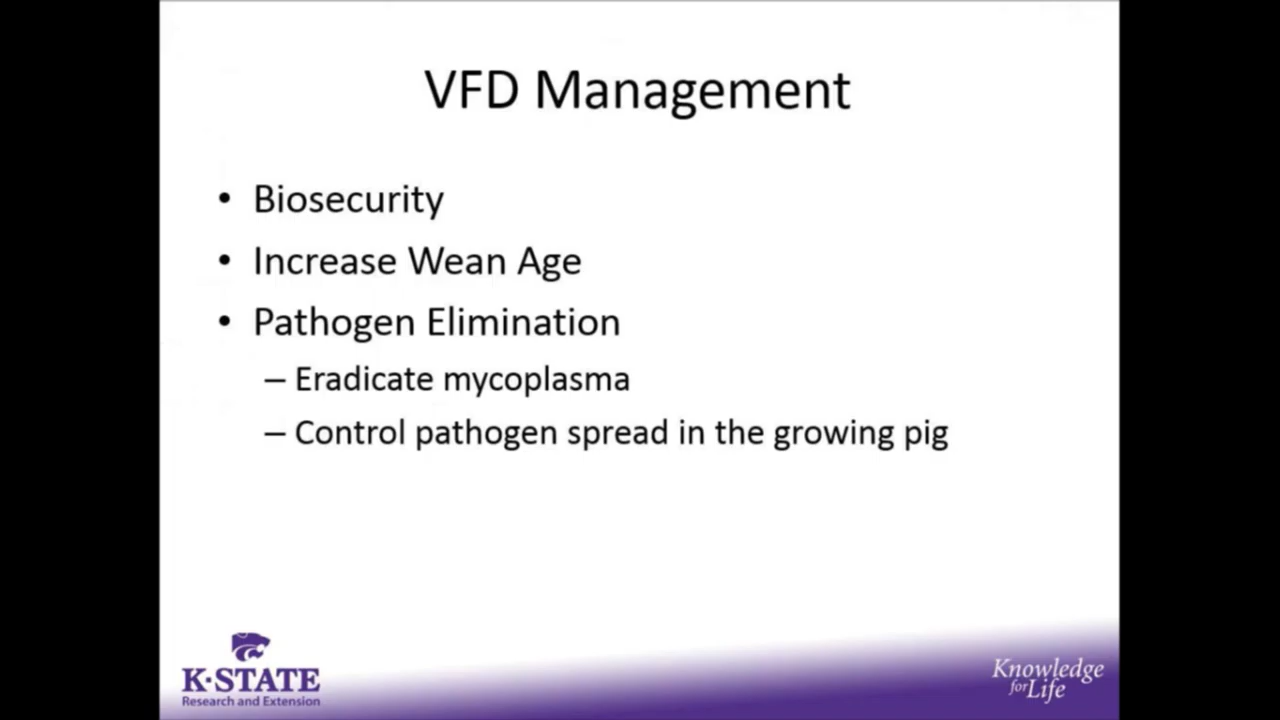 VFD Management
• Biosecurity
• Increase Wean Age
• Pathogen Elimination
– Eradicate mycoplasma
– Control pathogen spread in the growing pig
K-STATE
Research and Extension
Knowledge
for Life